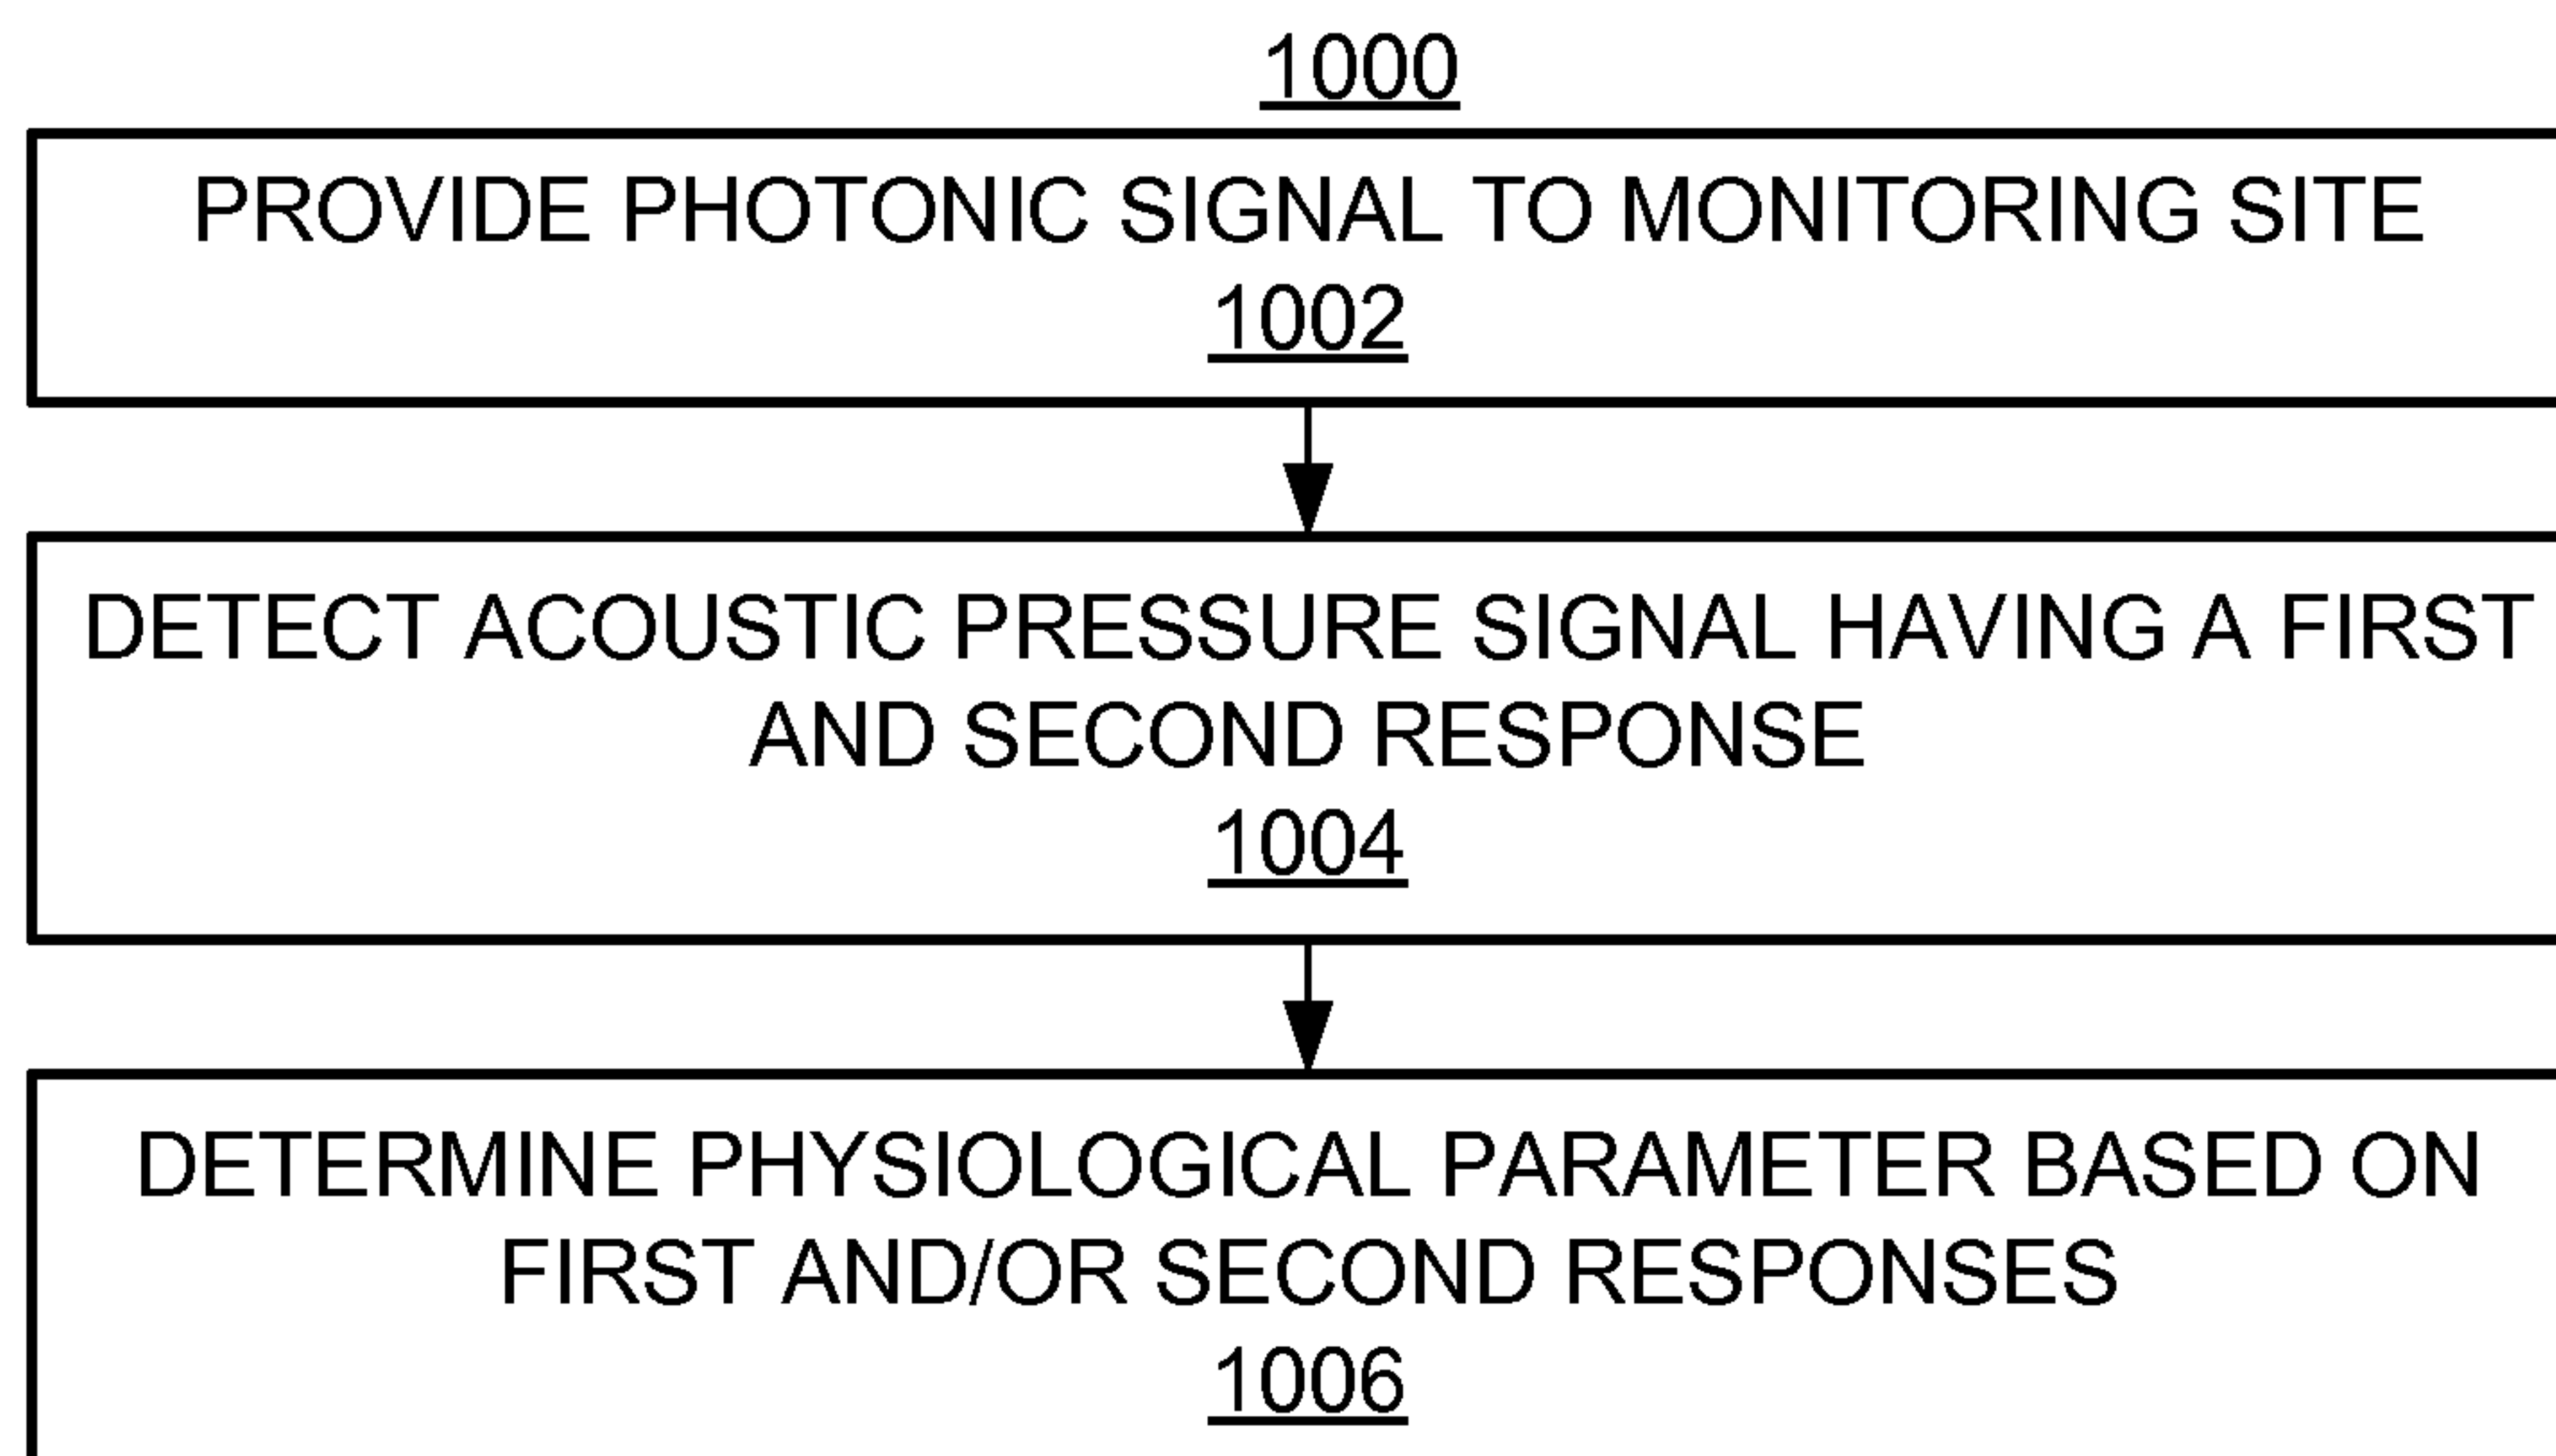 1000
PROVIDE PHOTONIC SIGNAL TO MONITORING SITE
1002
DETECT ACOUSTIC PRESSURE SIGNAL HAVING A FIRST
AND SECOND RESPONSE
1004
DETERMINE PHYSIOLOGICAL PARAMETER BASED ON
FIRST AND/OR SECOND RESPONSES
1006